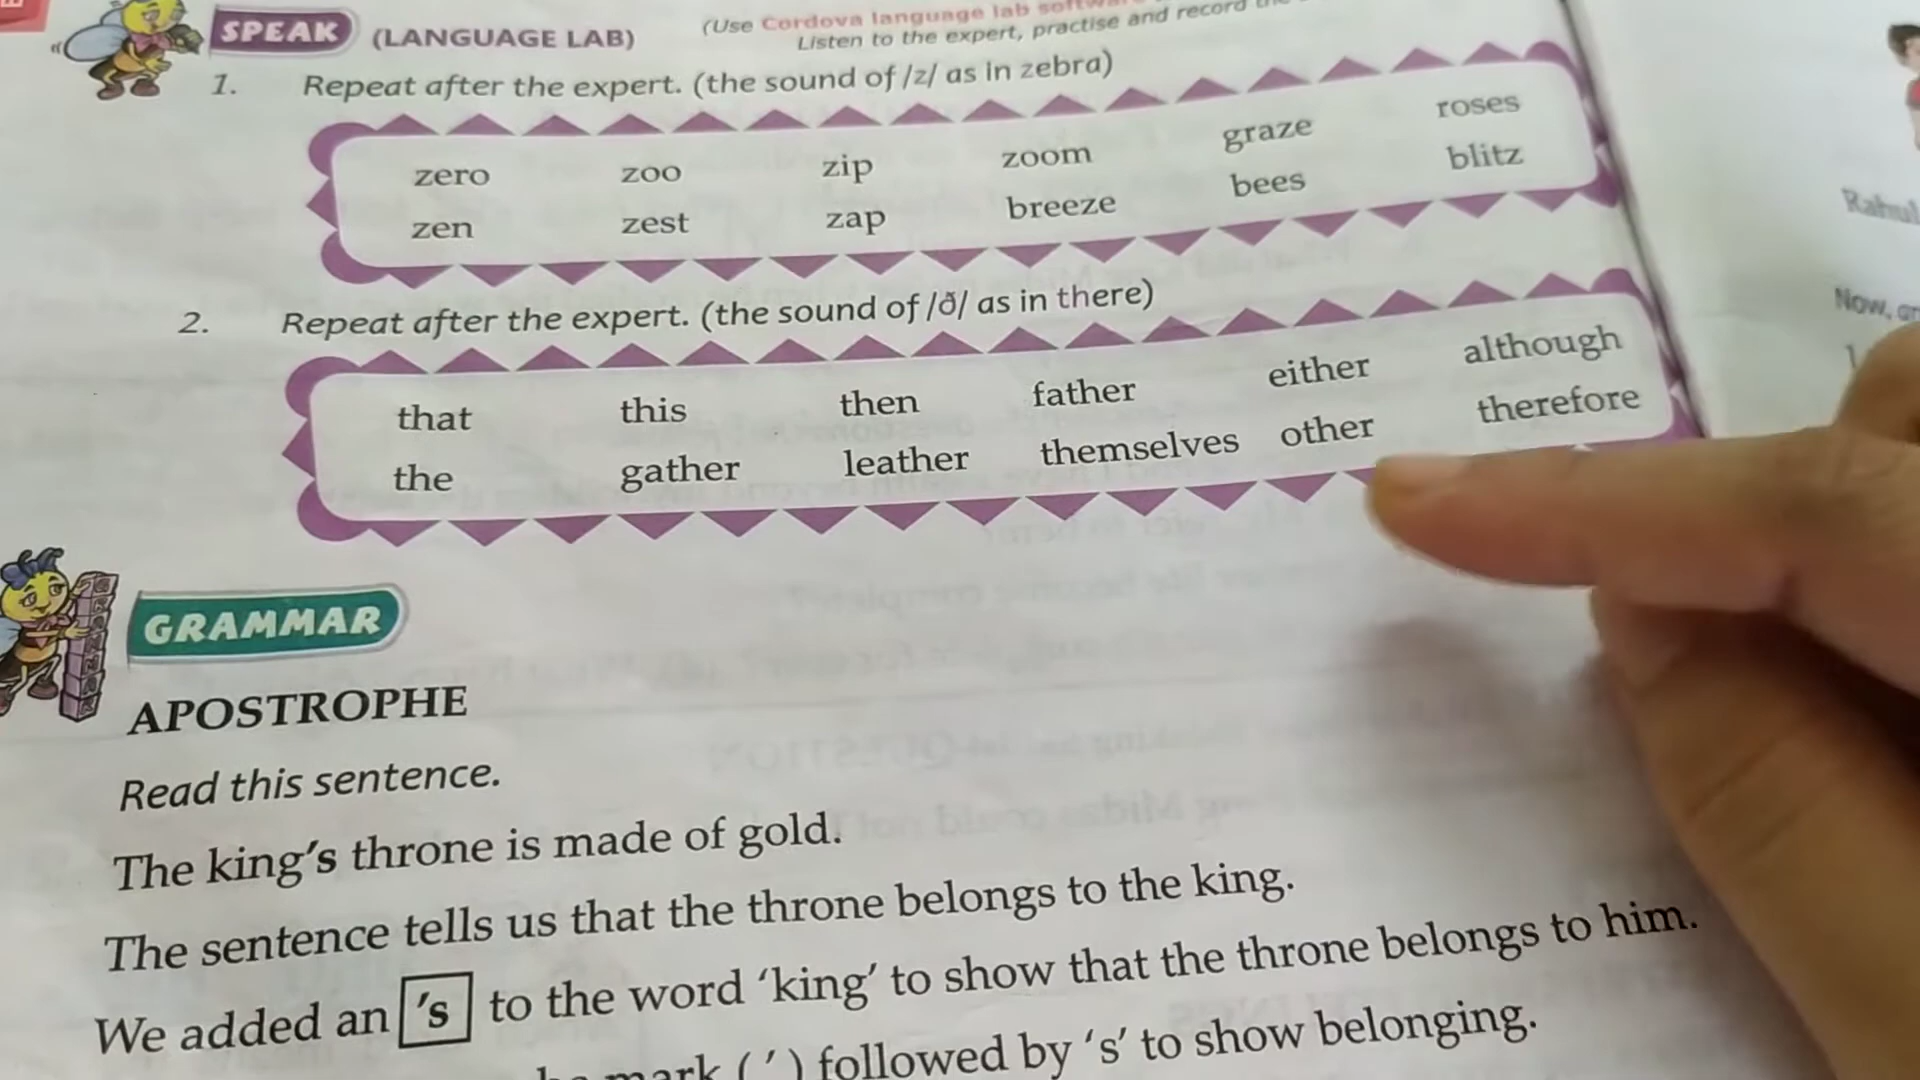 SPEAK (LANGUAGE LAB)
(Use Cordova language lab
Listen to the expert, practise and record
1. Repeat after the expert. (the sound of /z/ as in zebra)
zero zoo zip zoom graze roses
zen zest zap breeze bees blitz
2. Repeat after the expert. (the sound of /ð/ as in there)
that this then father either although
the gather leather themselves other therefore
GRAMMAR
APOSTROPHE
Read this sentence.
The king's throne is made of gold.
The sentence tells us that the throne belongs to the king.
We added an 's to the word 'king' to show that the throne belongs to him.
mark ( ' ) followed by 's' to show belonging.
Rahul
Now,